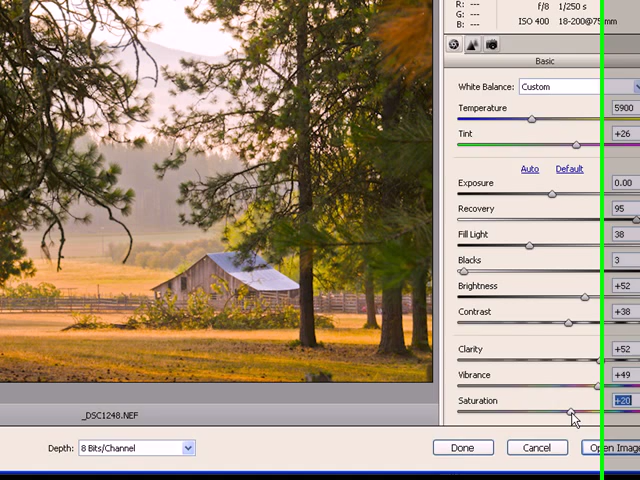 R: --- f/8 1/250 s
G: ---
B: --- ISO 400 18-200@75 mm
Basic
White Balance: Custom
Temperature 5900
Tint +26
Auto Default
Exposure 0.00
Recovery 95
Fill Light 38
Blacks 3
Brightness +52
Contrast +38
Clarity +52
Vibrance +49
Saturation +20
_DSC1248.NEF
Depth: 8 Bits/Channel Done Cancel Open Image